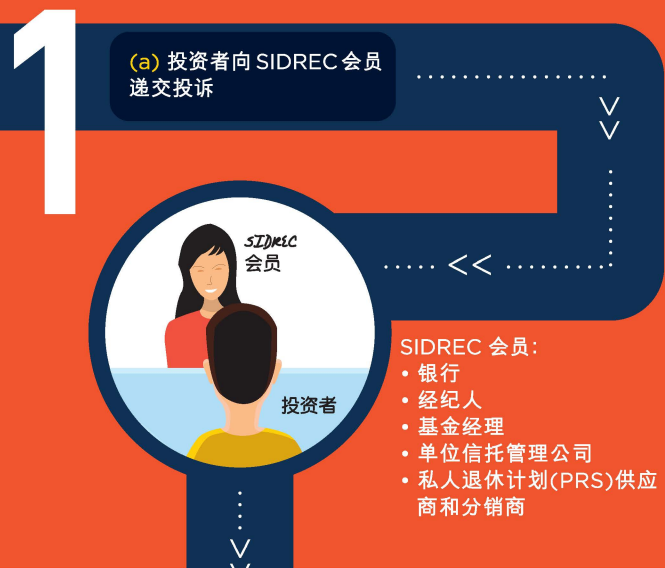 1
(a) 投资者向 SIDREC 会员
递交投诉
SIDREC
会员
投资者
SIDREC 会员:
• 银行
• 经纪人
• 基金经理
• 单位信托管理公司
• 私人退休计划(PRS)供应
商和分销商